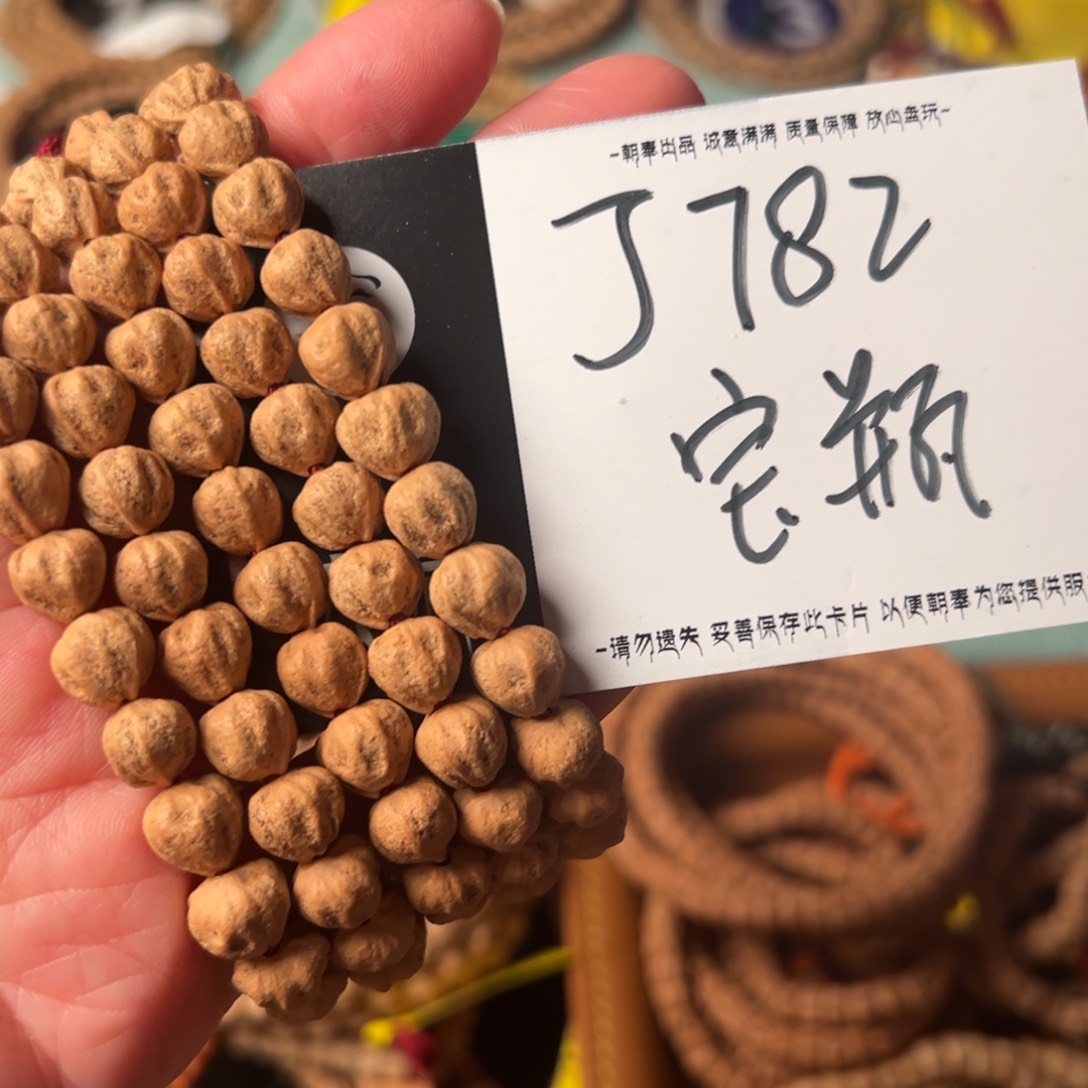 -朝奉出品 诚意满满 质量保障 放心盘玩-
J782
宅瓶
-请勿遗失 妥善保存此卡片 以便朝奉为您提供服